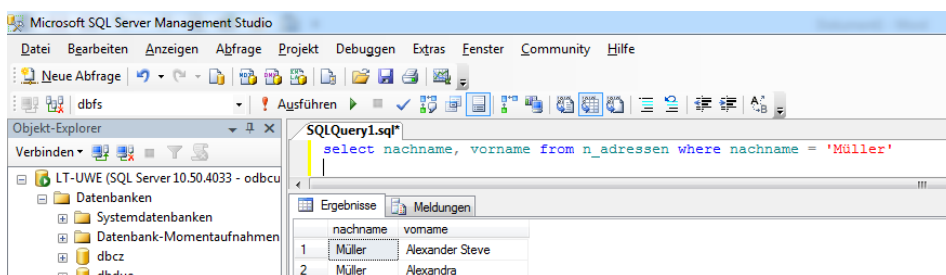 Microsoft SQL Server Management Studio
Datei Bearbeiten Anzeigen Abfrage Projekt Debuggen Extras Fenster Community Hilfe
Neue Abfrage
dbfs Ausführen
Objekt-Explorer
SQLQuery1.sql*
Verbinden
select nachname, vorname from n_adressen where nachname = 'Müller'
LT-UWE (SQL Server 10.50.4033 - odbcu
Datenbanken
Systemdatenbanken
Datenbank-Momentaufnahmen
dbcz
Ergebnisse Meldungen
nachname vorname
1 Müller Alexander Steve
2 Müller Alexandra